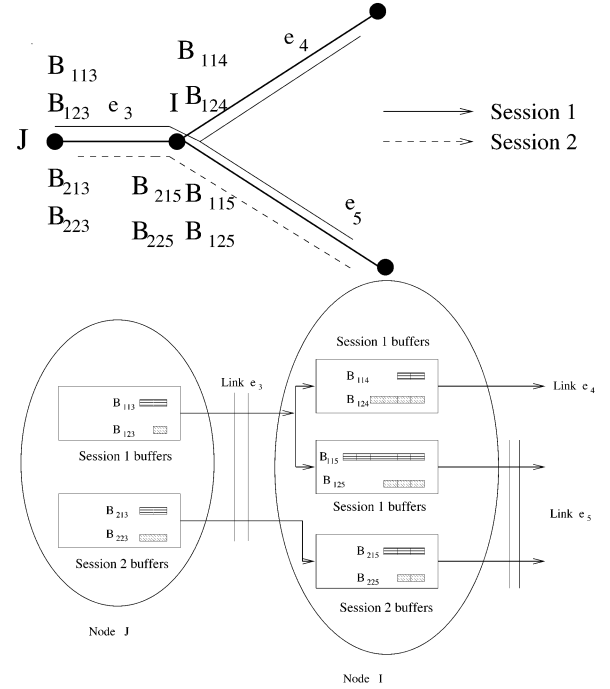 B 113
B 114
e 4
B 123
e 3
I
B 124
J
Session 1
Session 2
B 213
B 215
B 115
B 223
B 225
B 125
e 5
Session 1 buffers
Link e 3
B 114
Link e 4
B 113
B 124
B 123
Session 1 buffers
B 115
B 125
Session 1 buffers
B 213
B 223
Link e 5
Session 2 buffers
B 215
B 225
Session 2 buffers
Node J
Node I